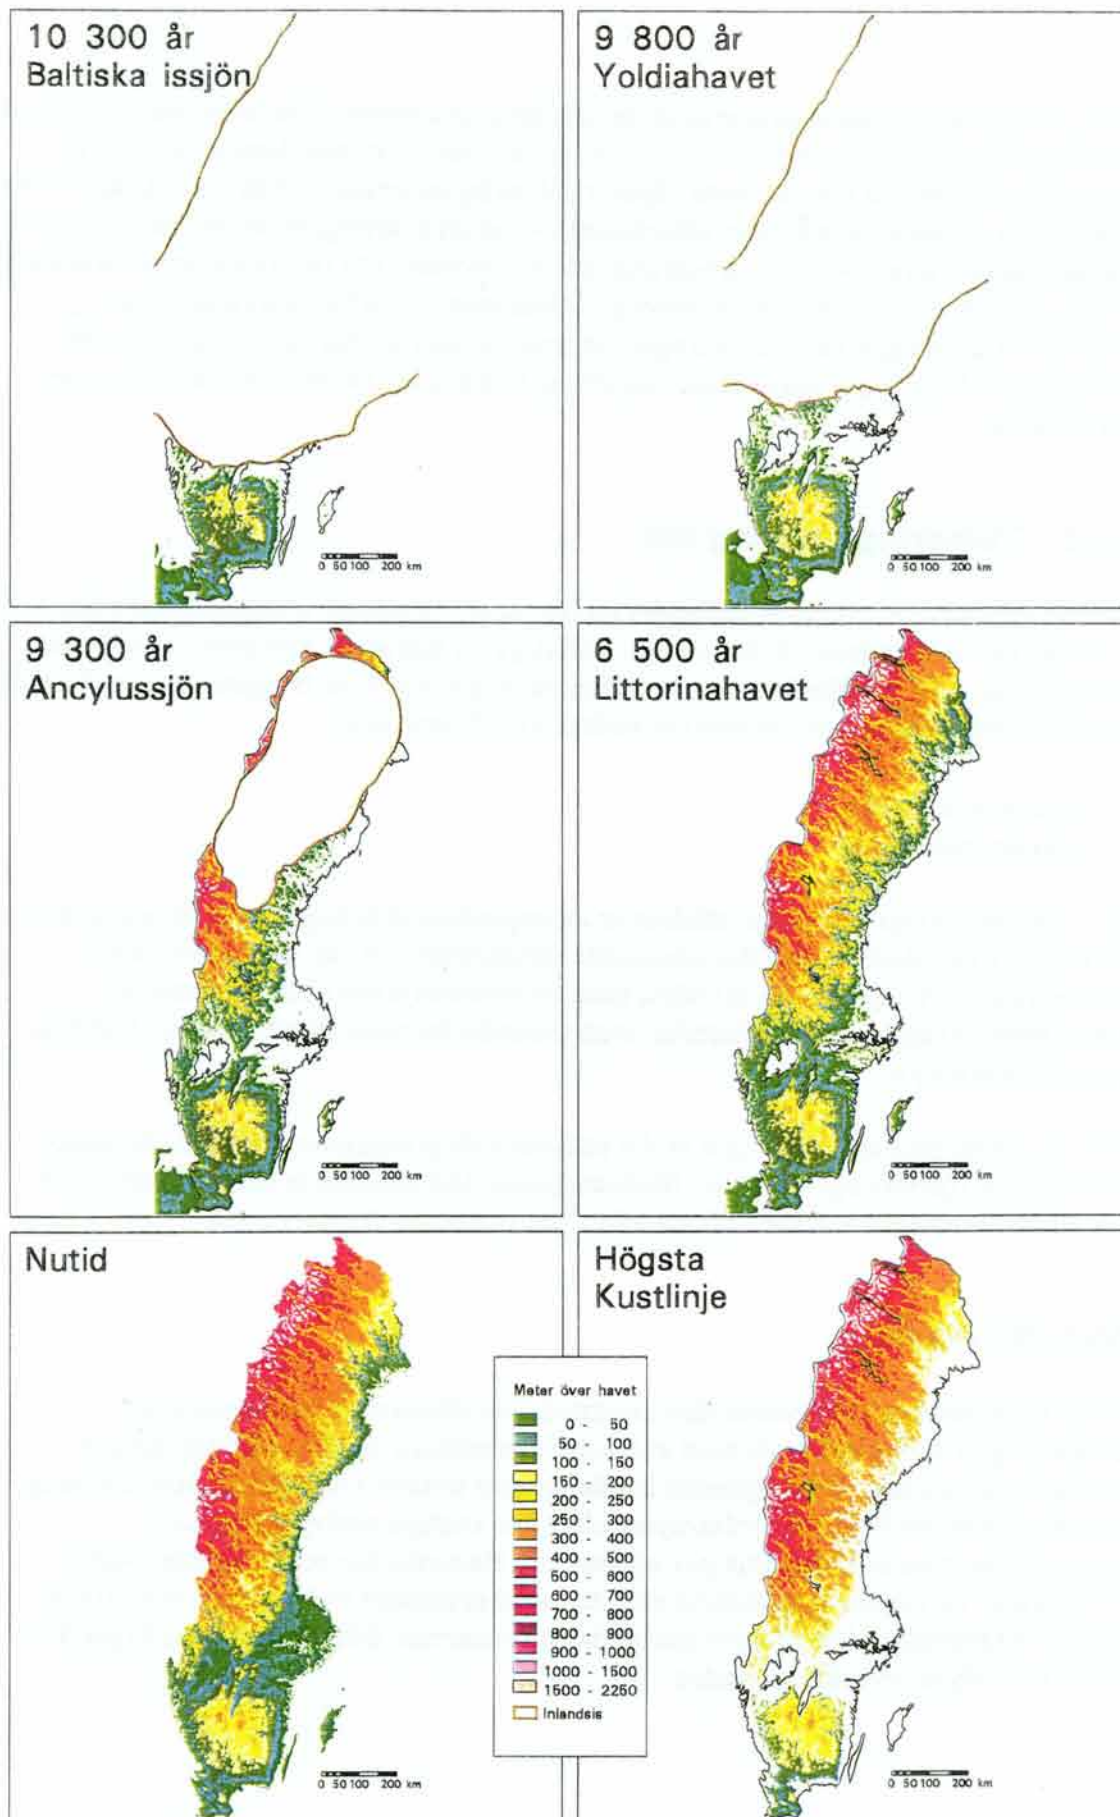 10 300 år
Baltiska issjön
0 50 100 200 km
9 800 år
Yoldiahavet
0 50 100 200 km
9 300 år
Ancylussjön
0 50 100 200 km
6 500 år
Littorinahavet
0 50 100 200 km
Nutid
0 50 100 200 km
Högsta
Kustlinje
0 50 100 200 km
Meter över havet
0 - 50
50 - 100
100 - 150
150 - 200
200 - 250
250 - 300
300 - 400
400 - 500
500 - 600
600 - 700
700 - 800
800 - 900
900 - 1000
1000 - 1500
1500 - 2250
Inlandsis